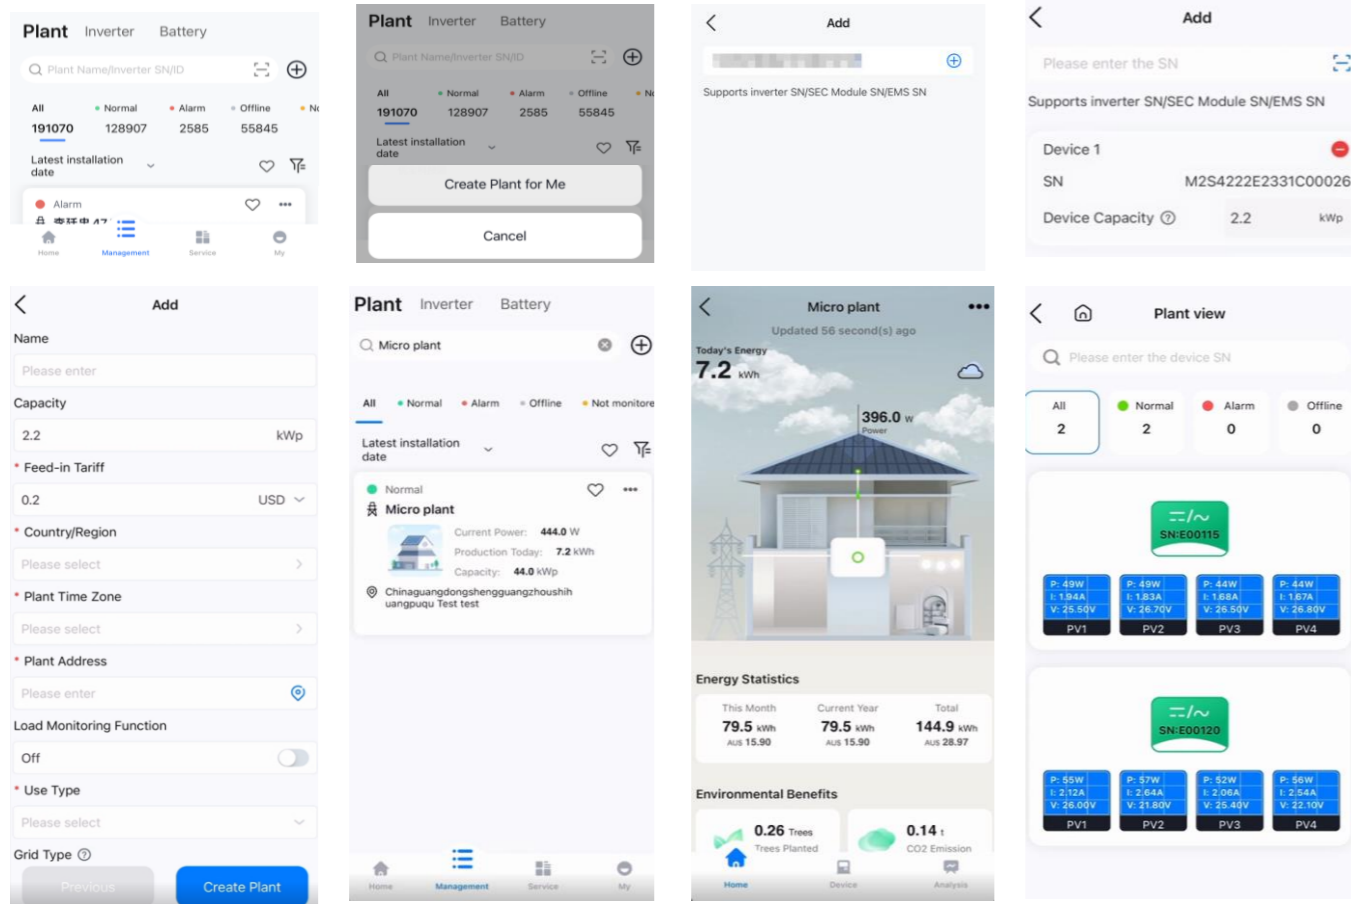 Plant Inverter Battery
Plant Name/Inverter SN/ID
All Normal Alarm Offline
191070 128907 2585 55845
Latest installation
date
Alarm
Home Management Service My
Plant Inverter Battery
Plant Name/Inverter SN/ID
All Normal Alarm Offline
191070 128907 2585 55845
Latest installation
date
Create Plant for Me
Cancel
Add
Supports inverter SN/SEC Module SN/EMS SN
Add
Please enter the SN
Supports inverter SN/SEC Module SN/EMS SN
Device 1
SN M2S4222E2331C00026
Device Capacity ? 2.2 kWp
Add
Name
Please enter
Capacity
2.2 kWp
* Feed-in Tariff
0.2 USD
* Country/Region
Please select
* Plant Time Zone
Please select
* Plant Address
Please enter
Load Monitoring Function
Off
* Use Type
Please select
Grid Type ?
Previous Create Plant
Plant Inverter Battery
Micro plant
All Normal Alarm Offline Not monitore
Latest installation
date
Normal
Micro plant
Current Power: 444.0 W
Production Today: 7.2 kWh
Capacity: 44.0 kWp
Chinaguangdongshengguangzhoushih
uangpuqu Test test
Home Management Service My
Micro plant
Updated 56 second(s) ago
Today's Energy
7.2 kWh
396.0 W
Power
Energy Statistics
This Month Current Year Total
79.5 kWh 79.5 kWh 144.9 kWh
AU$ 15.90 AU$ 15.90 AU$ 28.97
Environmental Benefits
0.26 Trees 0.14 t
Trees Planted CO2 Emission
Home Device Analysis
Plant view
Please enter the device SN
All Normal Alarm Offline
2 2 0 0
SN:E00115
P: 49W P: 49W P: 44W P: 44W
I: 1.94A I: 1.83A I: 1.68A I: 1.67A
V: 25.50V V: 26.70V V: 26.50V V: 26.80V
PV1 PV2 PV3 PV4
SN:E00120
P: 55W P: 57W P: 52W P: 56W
I: 2.12A I: 2.64A I: 2.06A I: 2.54A
V: 26.00V V: 21.80V V: 25.40V V: 22.10V
PV1 PV2 PV3 PV4